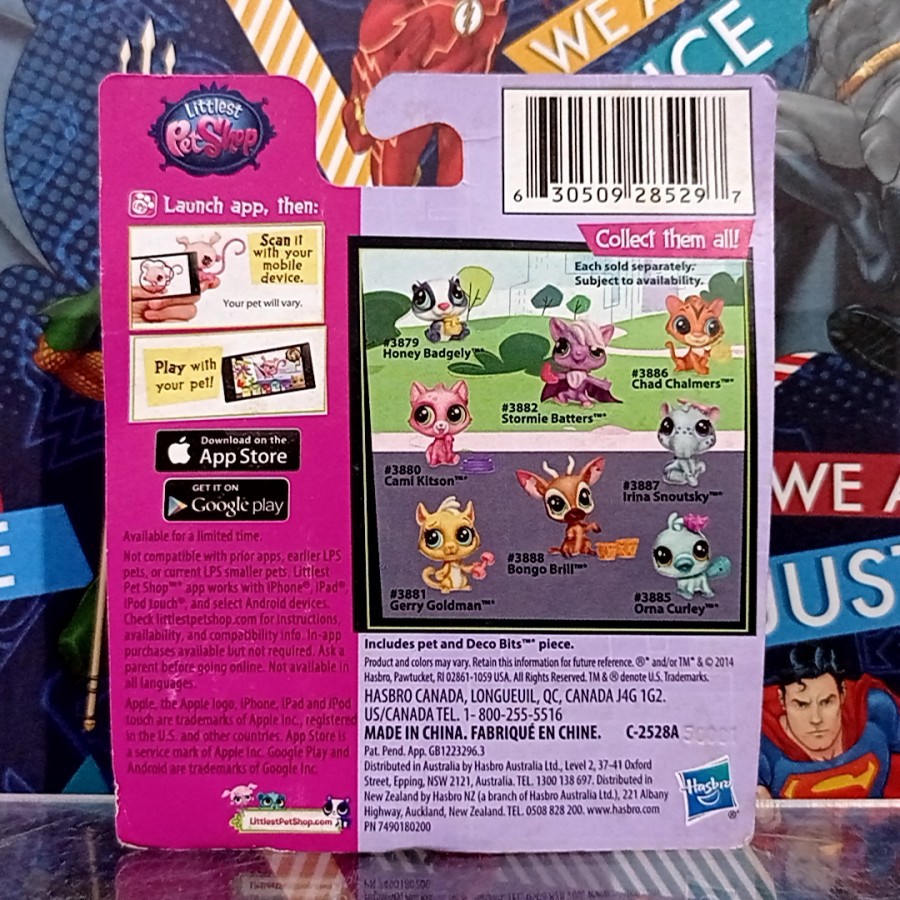 WE A
ICE
Littlest
PetShop
Launch app, then:
Scan it
with your
mobile
device.
Your pet will vary.
Play with
your pet!
Download on the
App Store
GET IT ON
Google play
Available for a limited time.
Not compatible with prior apps, earlier LPS
pets, or current LPS smaller pets. Littlest
Pet Shop™* app works with iPhone®, iPad®,
iPod touch®, and select Android devices.
Check littlestpetshop.com for instructions,
availability, and compatibility info. In-app
purchases available but not required. Ask a
parent before going online. Not available in
all languages.
Apple, the Apple logo, iPhone, iPad and iPod
touch are trademarks of Apple Inc., registered
in the U.S. and other countries. App Store is
a service mark of Apple Inc. Google Play and
Android are trademarks of Google Inc.
LittlestPetShop.com
6 30509 28529 7
Collect them all!
Each sold separately.
Subject to availability.
#3879
Honey Badgely™*
#3886
Chad Chalmers™*
#3882
Stormie Batters™*
#3880
Cami Kitson™*
#3887
Irina Snoutsky™*
#3888
Bongo Brill™*
#3881
Gerry Goldman™*
#3885
Orna Curley™*
Includes pet and Deco Bits™* piece.
Product and colors may vary. Retain this information for future reference. ®* and/or TM* & © 2014
Hasbro, Pawtucket, RI 02861-1059 USA. All Rights Reserved. TM & ® denote U.S. Trademarks.
HASBRO CANADA, LONGUEUIL, QC, CANADA J4G 1G2.
US/CANADA TEL. 1- 800-255-5516
MADE IN CHINA. FABRIQUÉ EN CHINE. C-2528A
Pat. Pend. App. GB1223296.3
Distributed in Australia by Hasbro Australia Ltd., Level 2, 37-41 Oxford
Street, Epping, NSW 2121, Australia. TEL. 1300 138 697. Distributed in
New Zealand by Hasbro NZ (a branch of Hasbro Australia Ltd.), 221 Albany
Highway, Auckland, New Zealand. TEL. 0508 828 200. www.hasbro.com
PN 7490180200
Hasbro
®*
WE A
JUST
E